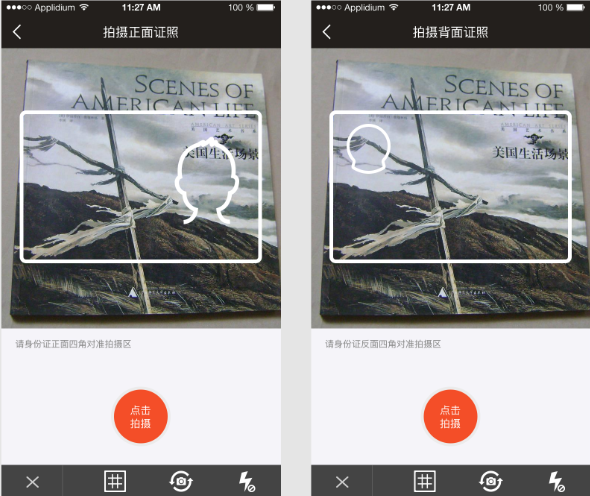 ●●●○○ Applidium 11:27 AM 100 %
拍摄正面证照
SCENES OF
AMERICAN LIFE
美国生活场景
请身份证正面四角对准拍摄区
点击
拍摄
●●●○○ Applidium 11:27 AM 100 %
拍摄背面证照
SCENES OF
AMERICAN LIFE
美国生活场景
请身份证反面四角对准拍摄区
点击
拍摄